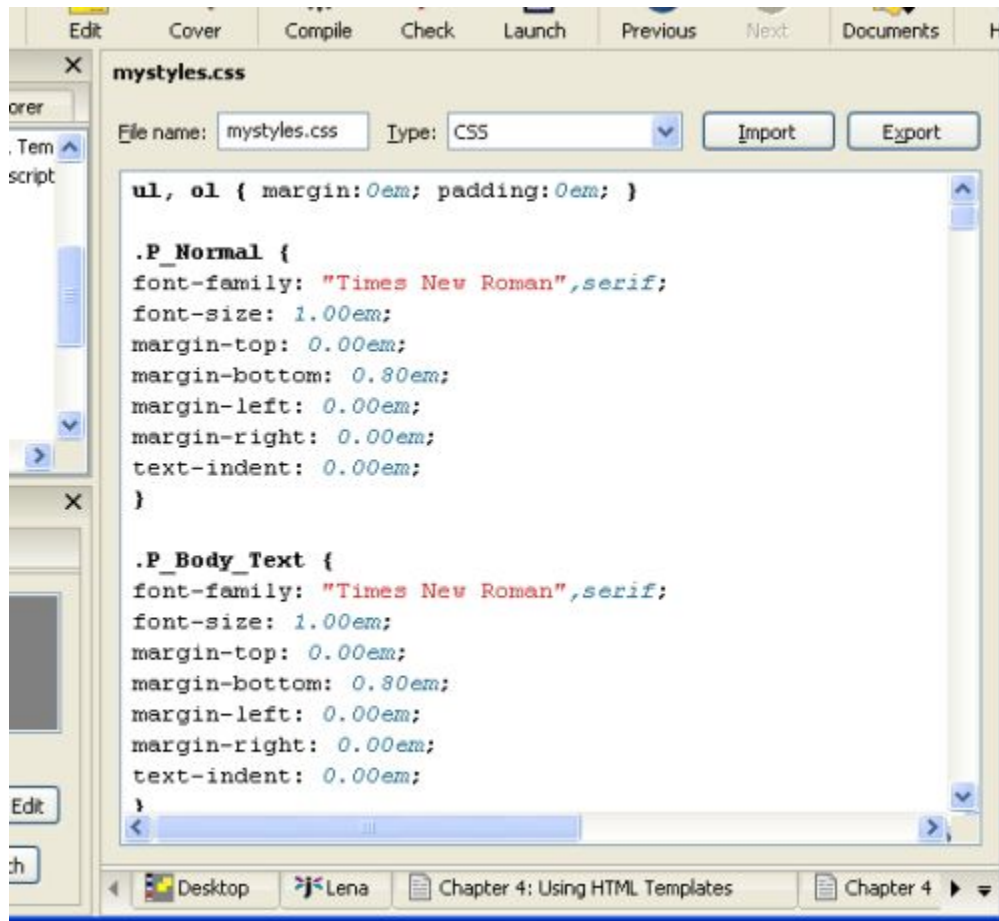 Edit Cover Compile Check Launch Previous Next Documents H
mystyles.css
orer
File name: mystyles.css Type: CSS Import Export
. Tem
script
ul, ol { margin:0em; padding:0em; }
.P_Normal {
font-family: "Times New Roman",serif;
font-size: 1.00em;
margin-top: 0.00em;
margin-bottom: 0.80em;
margin-left: 0.00em;
margin-right: 0.00em;
text-indent: 0.00em;
}
.P_Body_Text {
font-family: "Times New Roman",serif;
font-size: 1.00em;
margin-top: 0.00em;
margin-bottom: 0.80em;
margin-left: 0.00em;
margin-right: 0.00em;
text-indent: 0.00em;
}
Edit
ch
Desktop Lena Chapter 4: Using HTML Templates Chapter 4